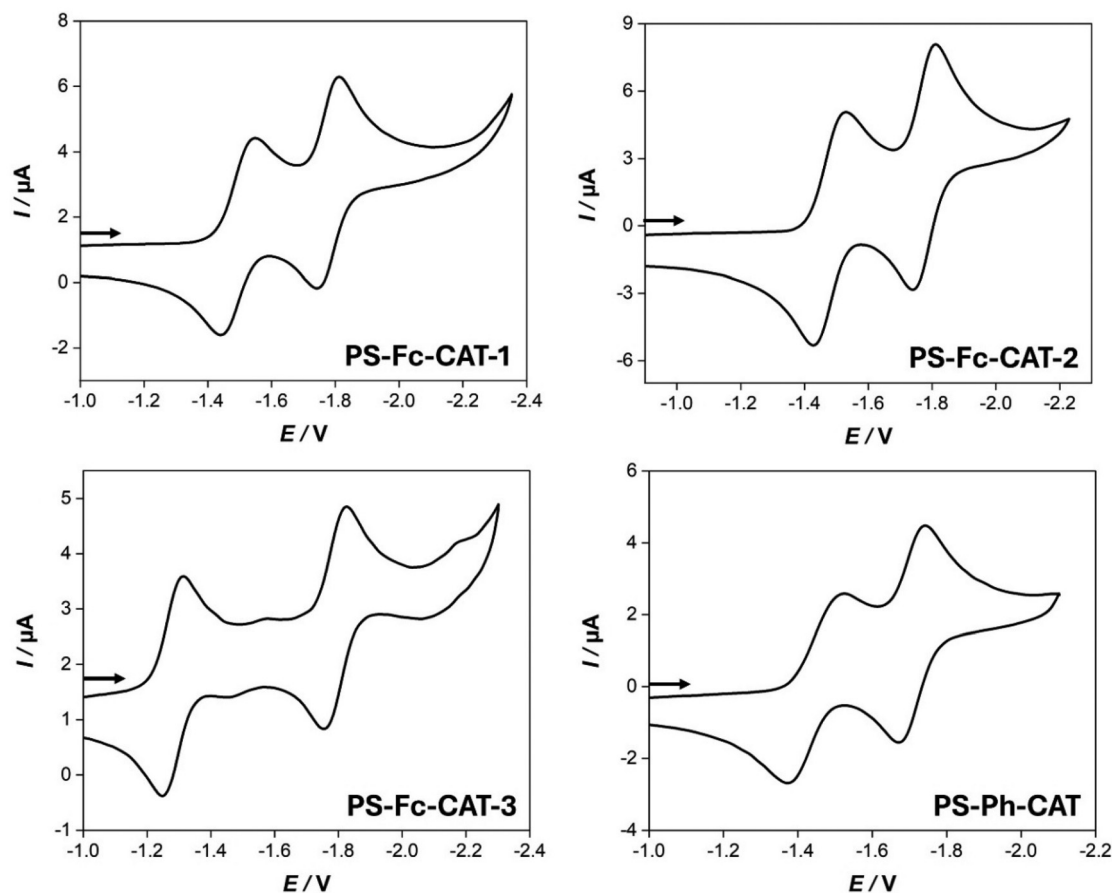 8
6
4
2
0
-2
I / µA
-1.0 -1.2 -1.4 -1.6 -1.8 -2.0 -2.2 -2.4
E / V
PS-Fc-CAT-1
9
6
3
0
-3
-6
I / µA
-1.0 -1.2 -1.4 -1.6 -1.8 -2.0 -2.2
E / V
PS-Fc-CAT-2
5
4
3
2
1
0
-1
I / µA
-1.0 -1.2 -1.4 -1.6 -1.8 -2.0 -2.2 -2.4
E / V
PS-Fc-CAT-3
6
4
2
0
-2
-4
I / µA
-1.0 -1.2 -1.4 -1.6 -1.8 -2.0 -2.2
E / V
PS-Ph-CAT